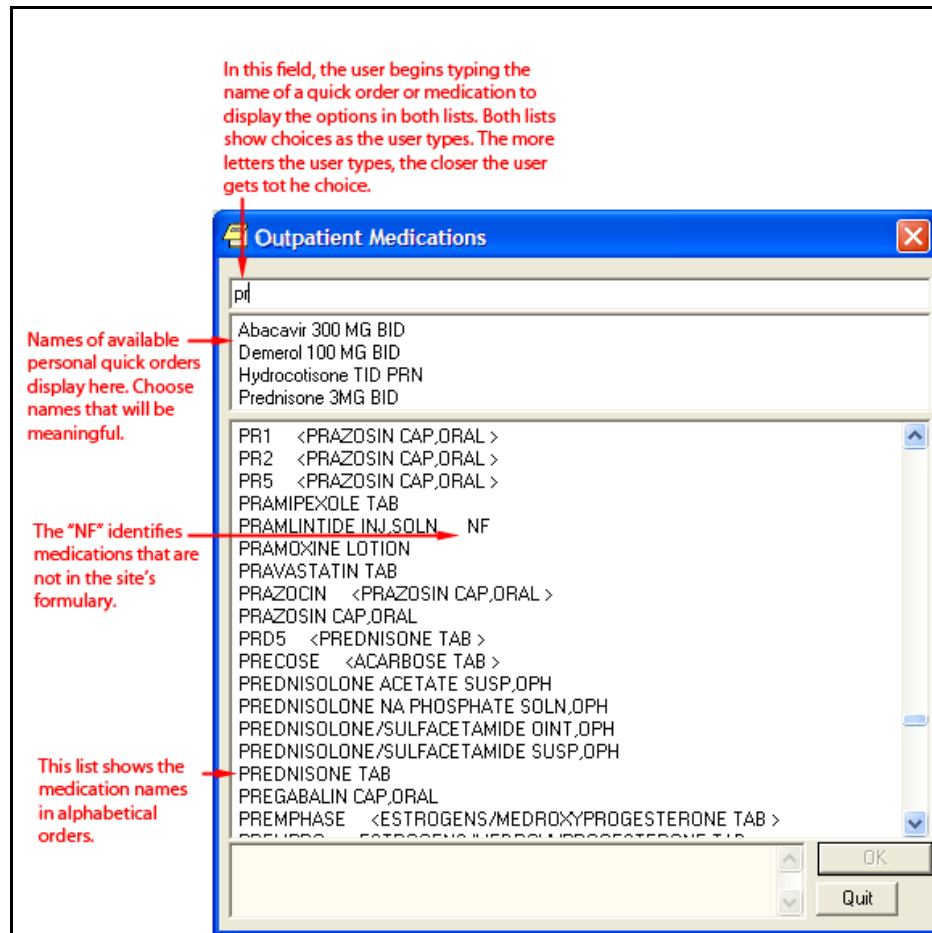 In this field, the user begins typing the
name of a quick order or medication to
display the options in both lists. Both lists
show choices as the user types. The more
letters the user types, the closer the user
gets tot he choice.
Outpatient Medications
pr
Names of available
personal quick orders
display here. Choose
names that will be
meaningful.
Abacavir 300 MG BID
Demerol 100 MG BID
Hydrocotisone TID PRN
Prednisone 3MG BID
PR1 <PRAZOSIN CAP,ORAL >
PR2 <PRAZOSIN CAP,ORAL >
PR5 <PRAZOSIN CAP,ORAL >
PRAMIPEXOLE TAB
PRAMLINTIDE INJ,SOLN NF
PRAMOXINE LOTION
PRAVASTATIN TAB
PRAZOCIN <PRAZOSIN CAP,ORAL >
PRAZOSIN CAP,ORAL
PRD5 <PREDNISONE TAB >
PRECOSE <ACARBOSE TAB >
PREDNISOLONE ACETATE SUSP,OPH
PREDNISOLONE NA PHOSPHATE SOLN,OPH
PREDNISOLONE/SULFACETAMIDE OINT,OPH
PREDNISOLONE/SULFACETAMIDE SUSP,OPH
PREDNISONE TAB
PREGABALIN CAP,ORAL
PREMPHASE <ESTROGENS/MEDROXYPROGESTERONE TAB >
The "NF" identifies
medications that are
not in the site's
formulary.
This list shows the
medication names
in alphabetical
orders.
OK
Quit